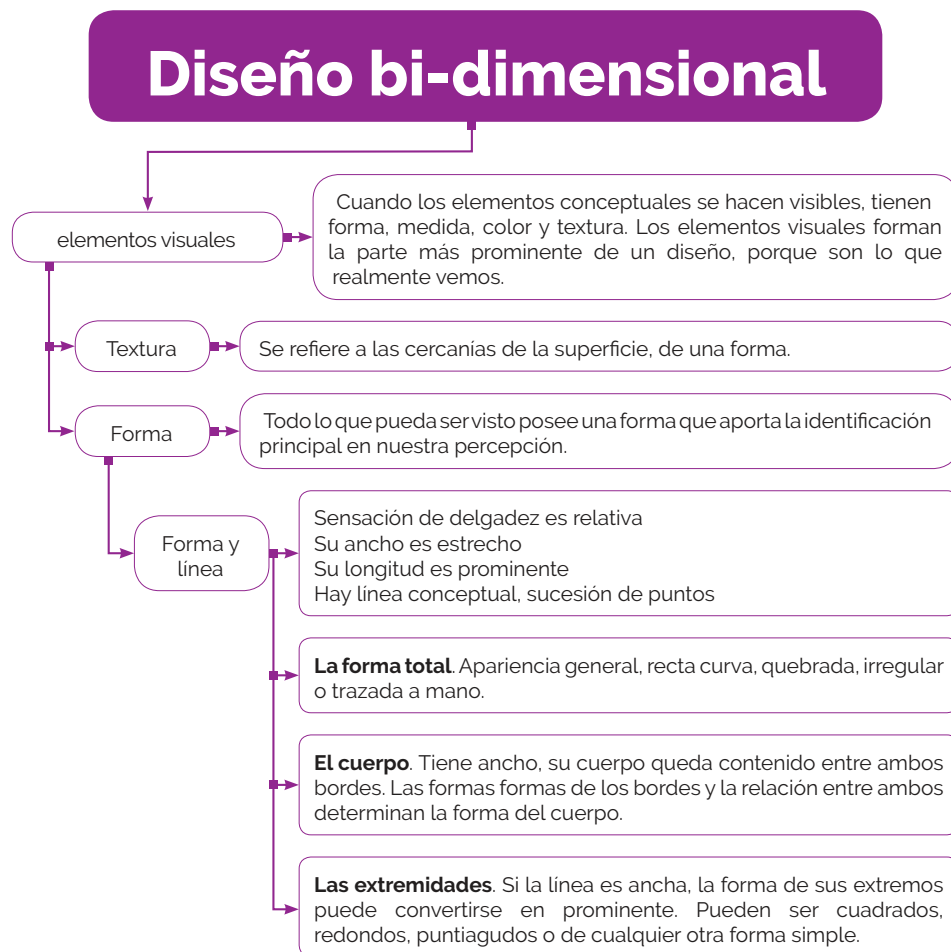 Diseño bi-dimensional
elementos visuales
Cuando los elementos conceptuales se hacen visibles, tienen
forma, medida, color y textura. Los elementos visuales forman
la parte más prominente de un diseño, porque son lo que
realmente vemos.
Textura
Se refiere a las cercanías de la superficie, de una forma.
Forma
Todo lo que pueda ser visto posee una forma que aporta la identificación
principal en nuestra percepción.
Forma y
línea
Sensación de delgadez es relativa
Su ancho es estrecho
Su longitud es prominente
Hay línea conceptual, sucesión de puntos
La forma total. Apariencia general, recta curva, quebrada, irregular
o trazada a mano.
El cuerpo. Tiene ancho, su cuerpo queda contenido entre ambos
bordes. Las formas formas de los bordes y la relación entre ambos
determinan la forma del cuerpo.
Las extremidades. Si la línea es ancha, la forma de sus extremos
puede convertirse en prominente. Pueden ser cuadrados,
redondos, puntiagudos o de cualquier otra forma simple.